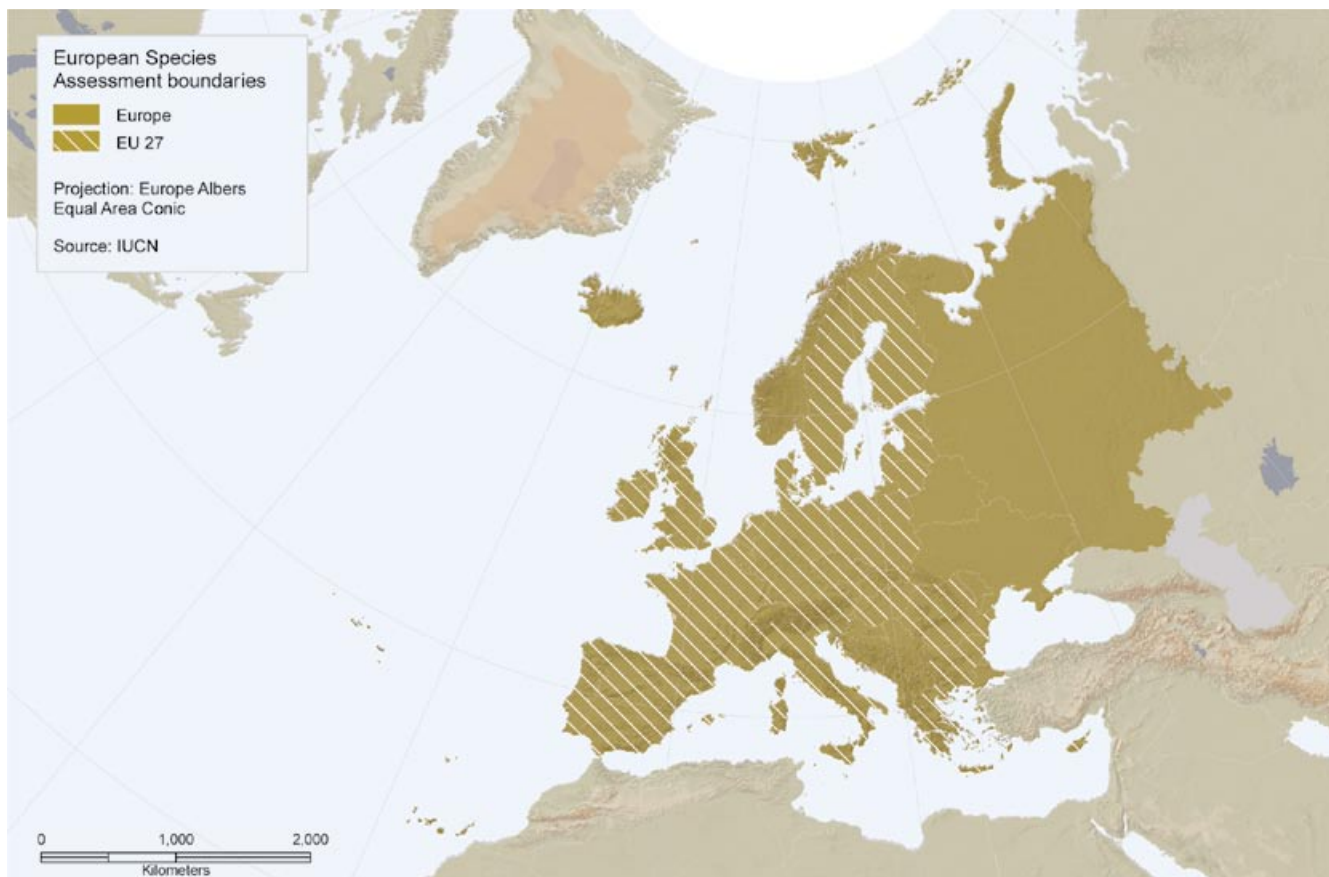 European Species
Assessment boundaries
Europe
EU 27
Projection: Europe Albers
Equal Area Conic
Source: IUCN
0 1,000 2,000
Kilometers